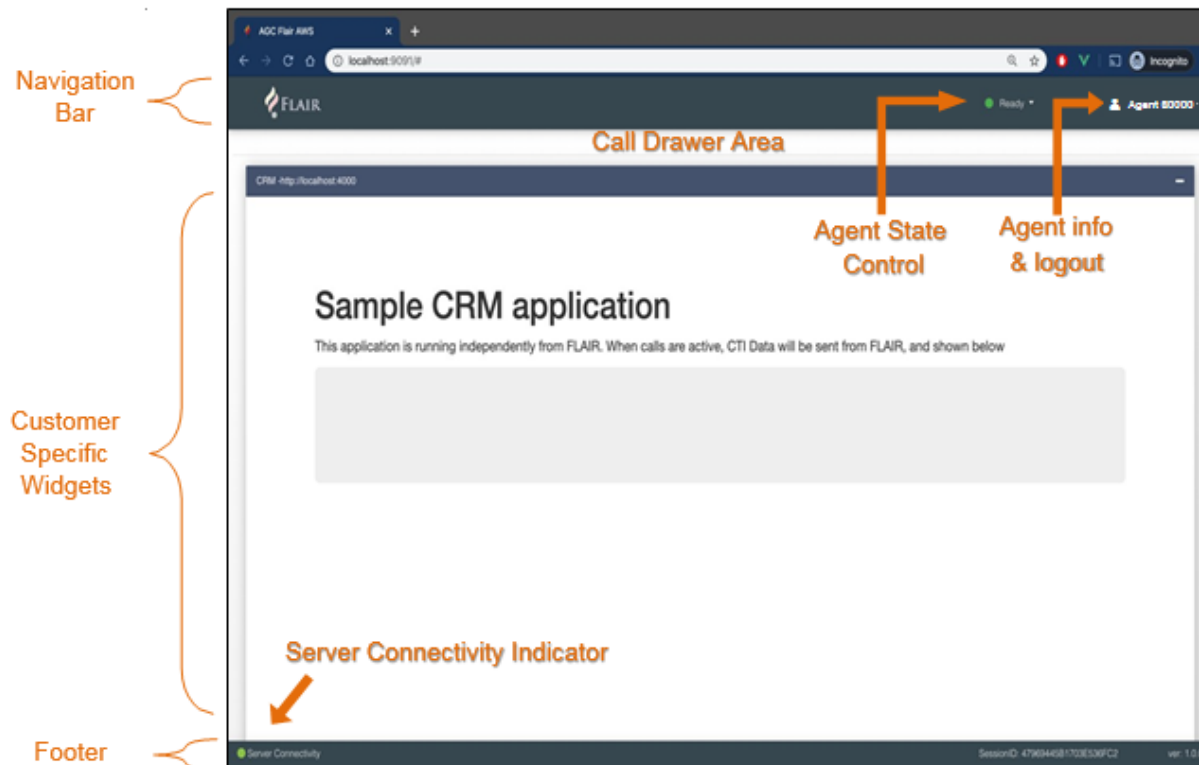 AGC Flair AWS
localhost:9091/#
Incognito
Navigation
Bar
FLAIR
Ready
Agent 60000
Call Drawer Area
CRM -http://localhost:4000
Agent State
Control
Agent info
& logout
Sample CRM application
This application is running independently from FLAIR. When calls are active, CTI Data will be sent from FLAIR, and shown below
Customer
Specific
Widgets
Server Connectivity Indicator
Footer
Server Connectivity
SessionID:
ver: 1.0.